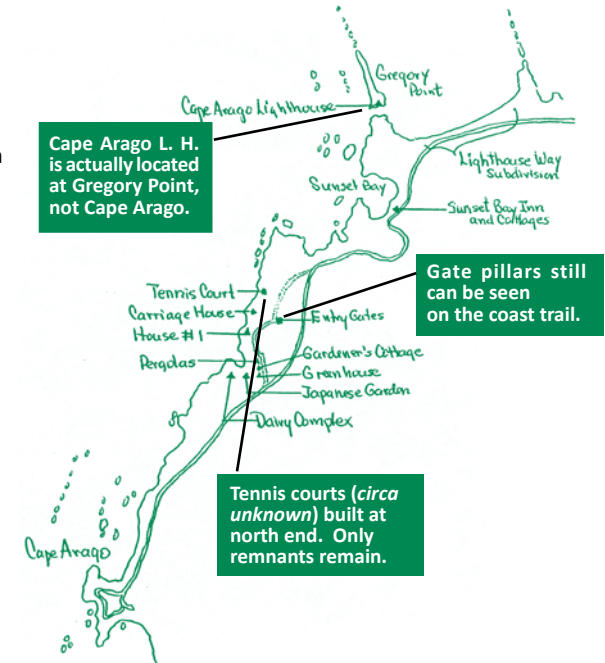 Gregory
Point
Cape Arago Lighthouse
Cape Arago L. H.
is actually located
at Gregory Point,
not Cape Arago.
Lighthouse Way
Subdivision
Sunset Bay
Sunset Bay Inn
and Cottages
Gate pillars still
can be seen
on the coast trail.
Tennis Court
Carriage House
Entry Gates
House #1
Pergolas
Gardener's Cottage
Greenhouse
Japanese Garden
Dairy Complex
Tennis courts (circa
unknown) built at
north end. Only
remnants remain.
Cape Arago